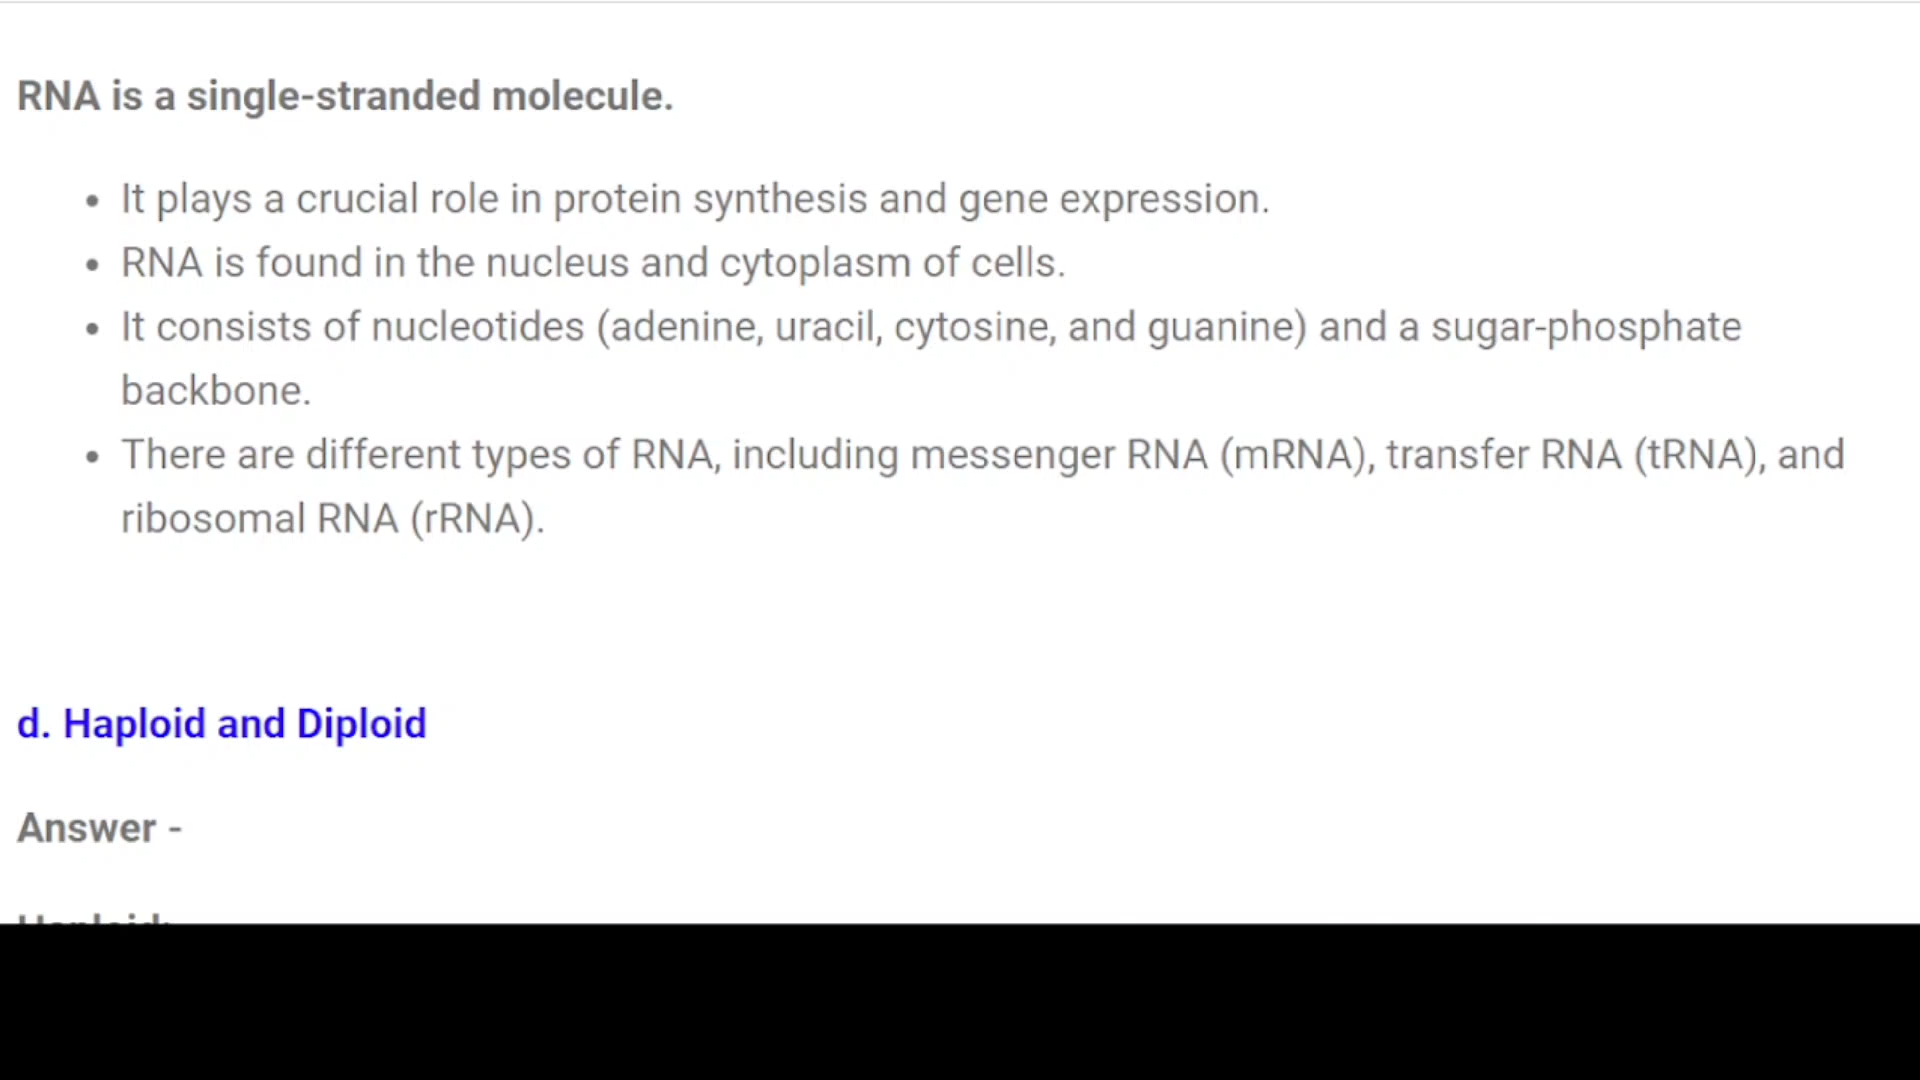 RNA is a single-stranded molecule.
• It plays a crucial role in protein synthesis and gene expression.
• RNA is found in the nucleus and cytoplasm of cells.
• It consists of nucleotides (adenine, uracil, cytosine, and guanine) and a sugar-phosphate
backbone.
• There are different types of RNA, including messenger RNA (mRNA), transfer RNA (tRNA), and
ribosomal RNA (rRNA).
d. Haploid and Diploid
Answer -